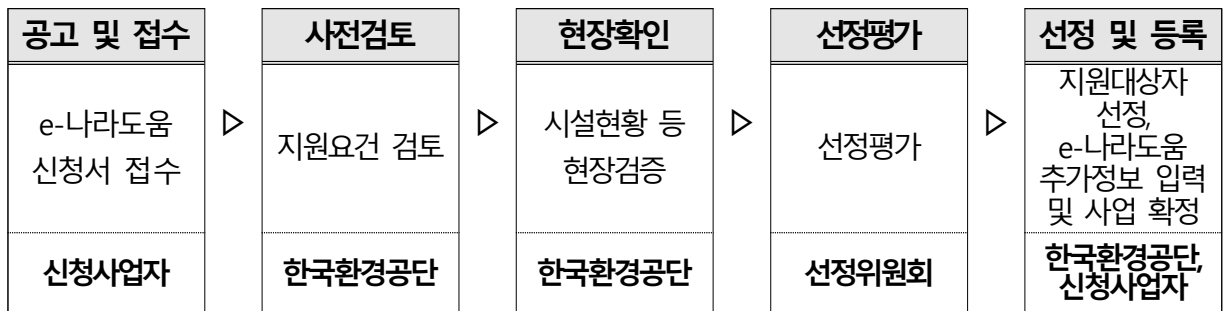 공고 및 접수
e-나라도움
신청서 접수
신청사업자
▷
사전검토
지원요건 검토
한국환경공단
▷
현장확인
시설현황 등
현장검증
한국환경공단
▷
선정평가
선정평가
선정위원회
▷
선정 및 등록
지원대상자
선정,
e-나라도움
추가정보 입력
및 사업 확정
한국환경공단,
신청사업자